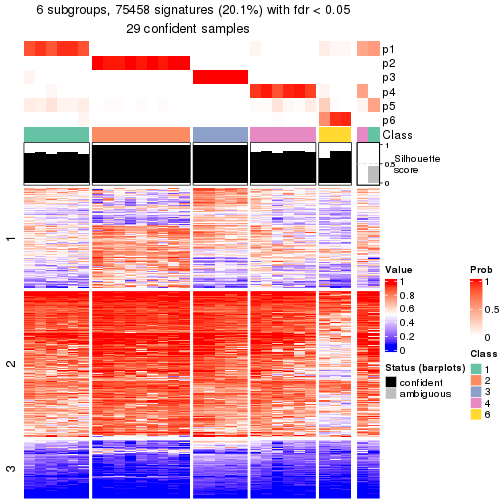 6 subgroups, 75458 signatures (20.1%) with fdr < 0.05
29 confident samples
p1
p2
p3
p4
p5
p6
Class
1
0.5
0
Silhouette
score
1
2
3
Value
1
0.8
0.6
0.4
0.2
0
Status (barplots)
confident
ambiguous
Prob
1
0.5
0
Class
1
2
3
4
6